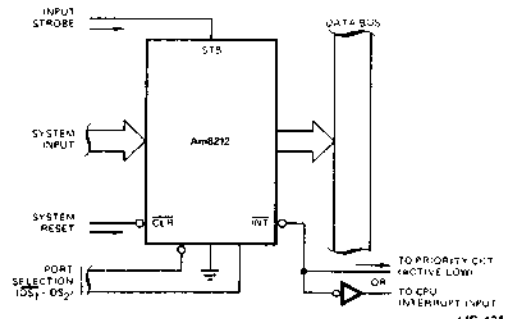 INPUT
STROBE
DATA BUS
STB
SYSTEM
INPUT
Am8212
SYSTEM
RESET
CLR
INT
PORT
SELECTION
(DS1 · DS2)
TO PRIORITY CKT
(ACTIVE LOW)
OR
TO CPU
INTERRUPT INPUT